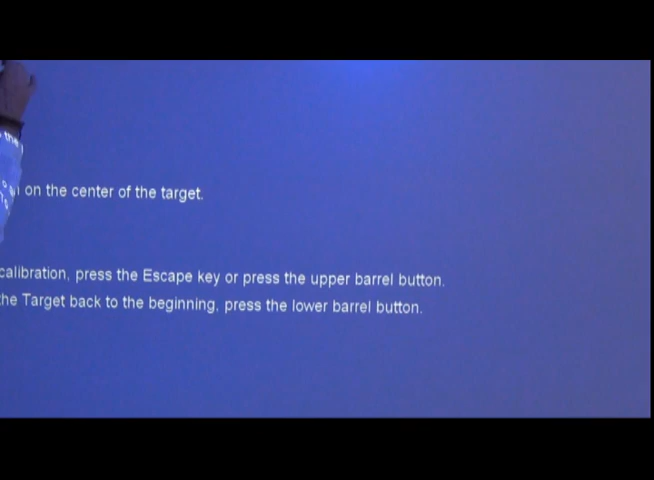 on the center of the target.
calibration, press the Escape key or press the upper barrel button.
the Target back to the beginning, press the lower barrel button.